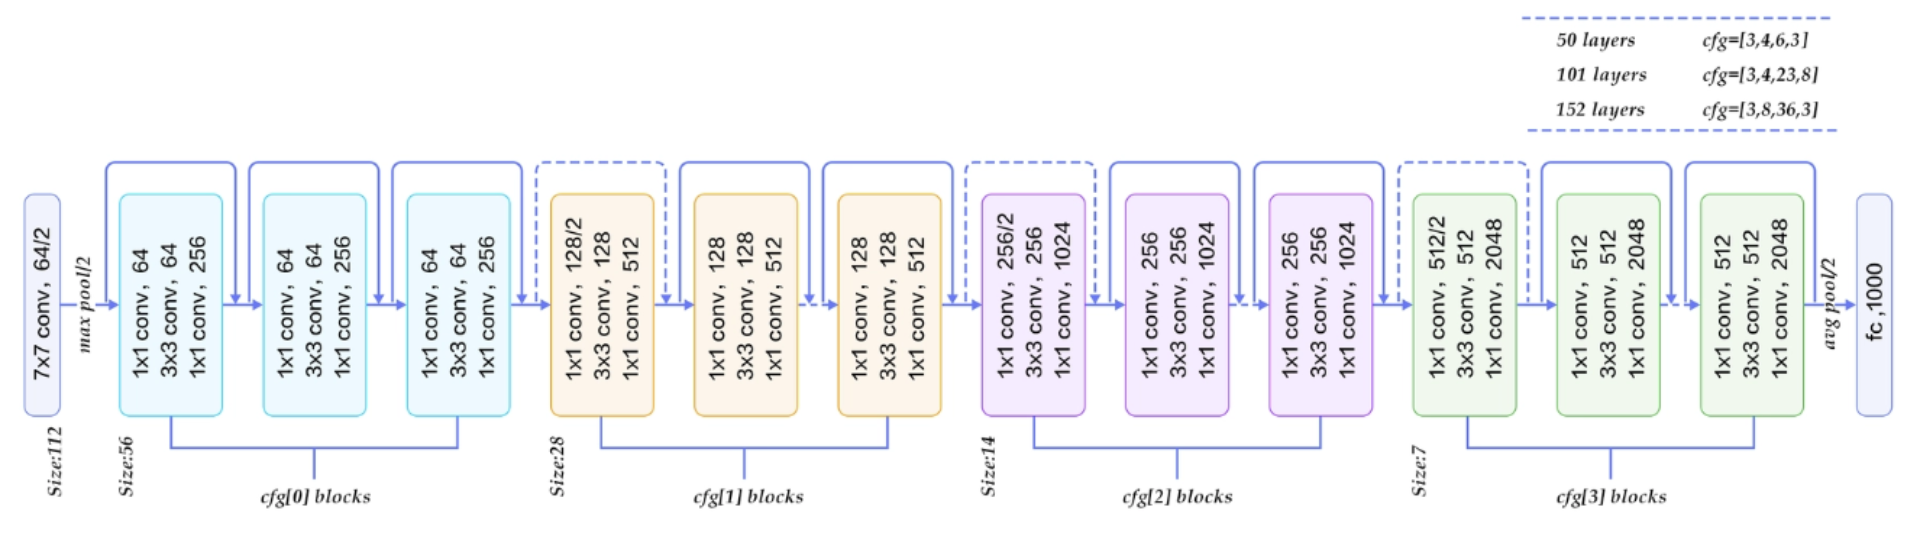 50 layers cfg=[3,4,6,3]
101 layers cfg=[3,4,23,8]
152 layers cfg=[3,8,36,3]
7x7 conv, 64/2
max pool/2
1x1 conv, 64
3x3 conv, 64
1x1 conv, 256
1x1 conv, 64
3x3 conv, 64
1x1 conv, 256
1x1 conv, 64
3x3 conv, 64
1x1 conv, 256
1x1 conv, 128/2
3x3 conv, 128
1x1 conv, 512
1x1 conv, 128
3x3 conv, 128
1x1 conv, 512
1x1 conv, 128
3x3 conv, 128
1x1 conv, 512
1x1 conv, 256/2
3x3 conv, 256
1x1 conv, 1024
1x1 conv, 256
3x3 conv, 256
1x1 conv, 1024
1x1 conv, 256
3x3 conv, 256
1x1 conv, 1024
1x1 conv, 512/2
3x3 conv, 512
1x1 conv, 2048
1x1 conv, 512
3x3 conv, 512
1x1 conv, 2048
1x1 conv, 512
3x3 conv, 512
1x1 conv, 2048
avg pool/2
fc ,1000
Size:112
Size:56
Size:28
Size:14
Size:7
cfg[0] blocks
cfg[1] blocks
cfg[2] blocks
cfg[3] blocks